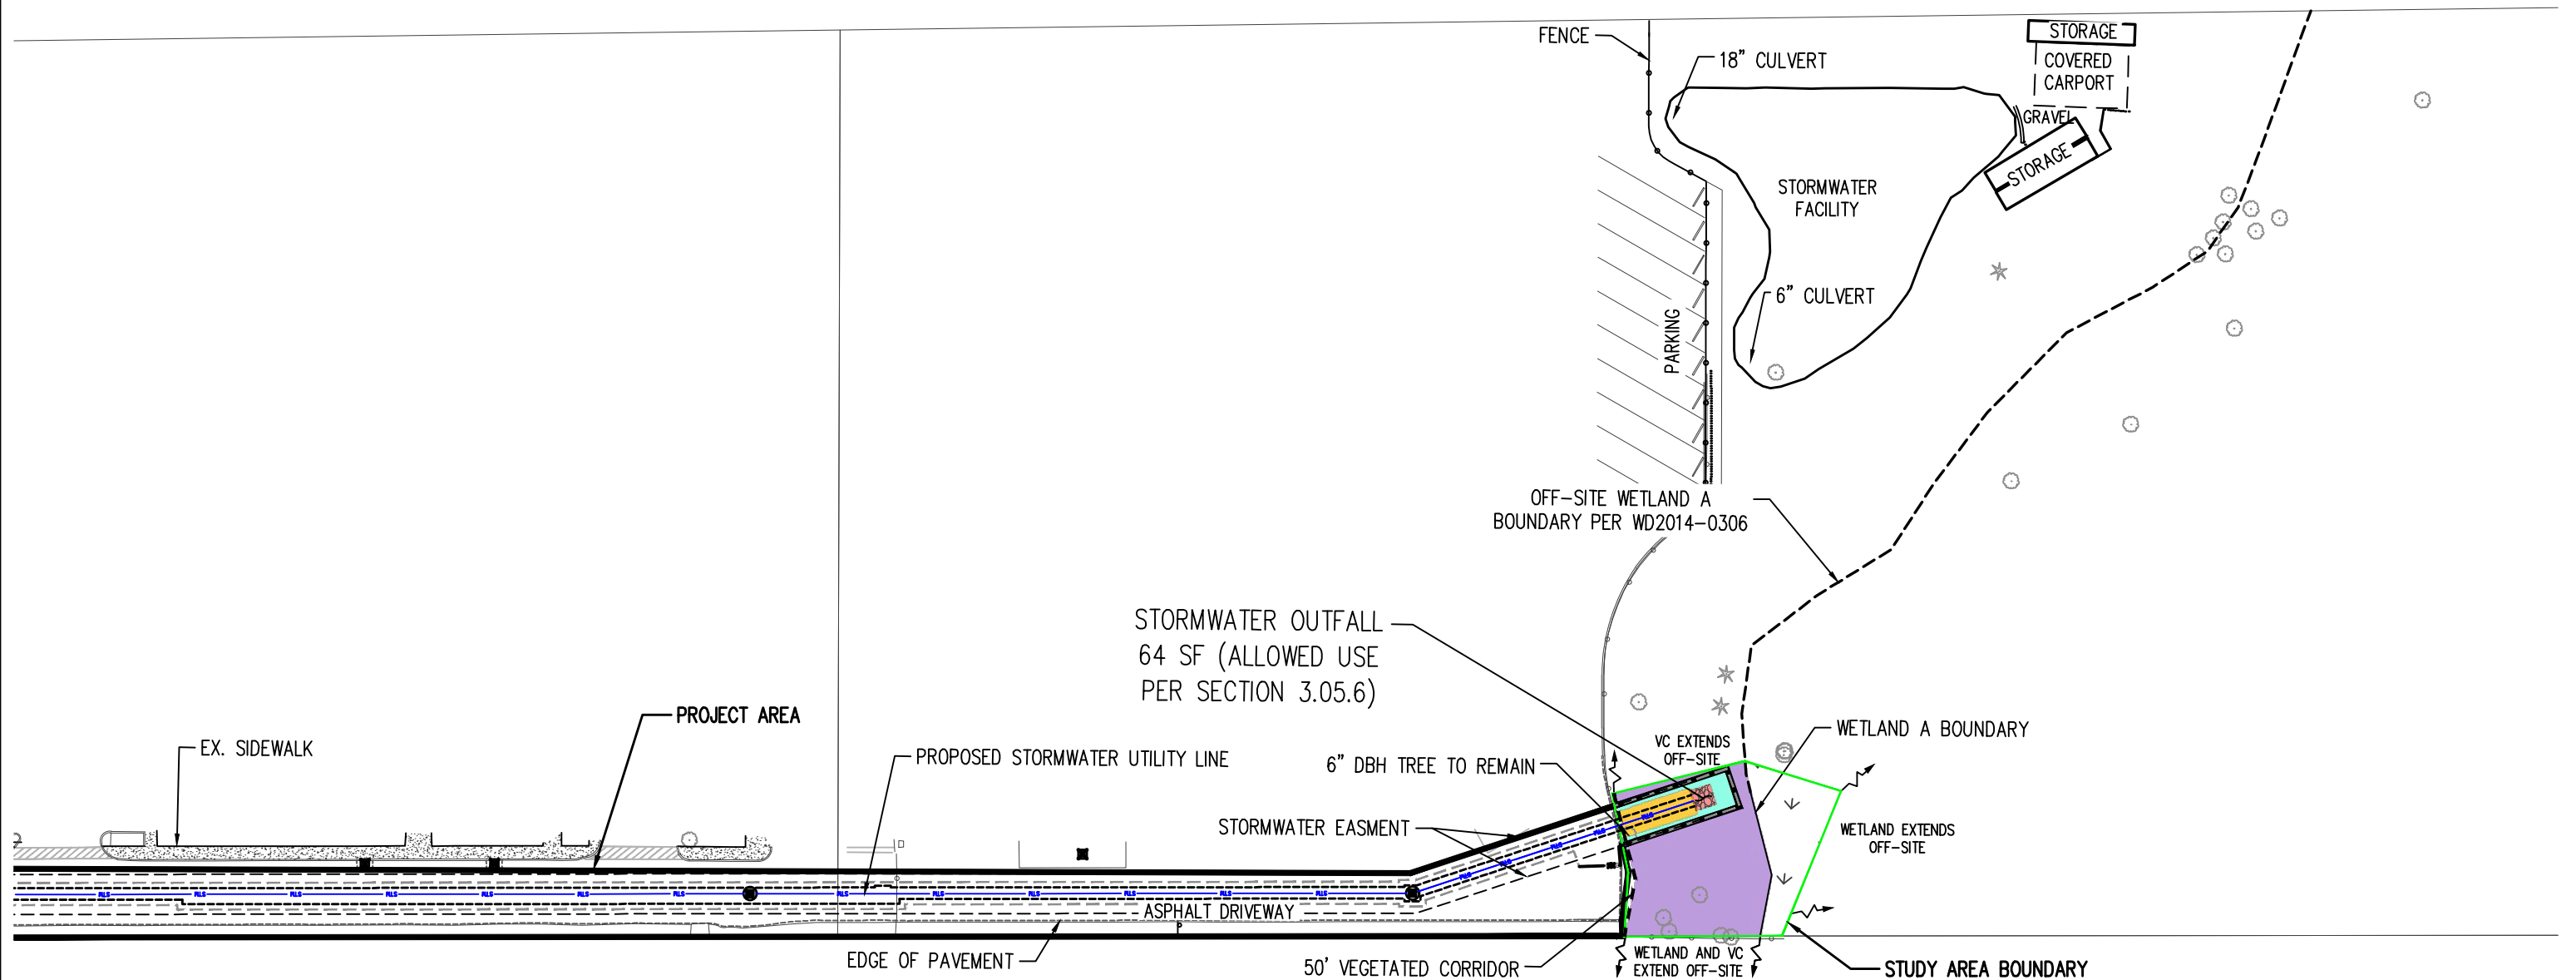 FENCE
18" CULVERT
STORAGE
COVERED
CARPORT
GRAVEL
STORAGE
STORMWATER
FACILITY
6" CULVERT
PARKING
OFF-SITE WETLAND A
BOUNDARY PER WD2014-0306
STORMWATER OUTFALL
64 SF (ALLOWED USE
PER SECTION 3.05.6)
PROJECT AREA
EX. SIDEWALK
PROPOSED STORMWATER UTILITY LINE
6" DBH TREE TO REMAIN
VC EXTENDS
OFF-SITE
WETLAND A BOUNDARY
STORMWATER EASMENT
WETLAND EXTENDS
OFF-SITE
ASPHALT DRIVEWAY
EDGE OF PAVEMENT
50' VEGETATED CORRIDOR
WETLAND AND VC
EXTEND OFF-SITE
STUDY AREA BOUNDARY